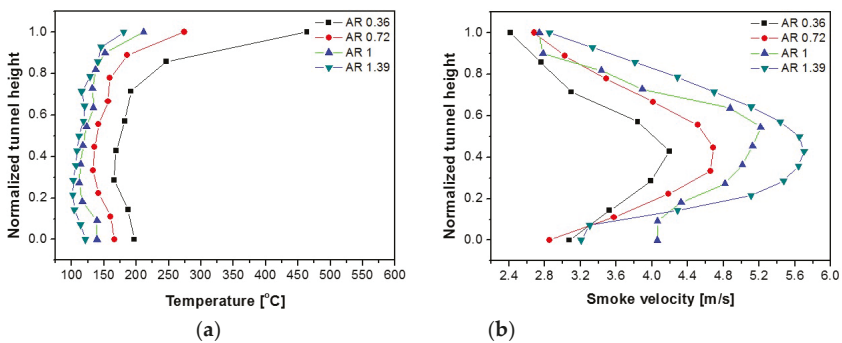 AR 0.36
AR 0.72
AR 1
AR 1.39
1.0
0.8
0.6
0.4
0.2
0.0
Normalized tunnel height
100 150 200 250 300 350 400 450 500 550 600
Temperature [°C]
(a)
AR 0.36
AR 0.72
AR 1
AR 1.39
1.0
0.8
0.6
0.4
0.2
0.0
Normalized tunnel height
2.4 2.8 3.2 3.6 4.0 4.4 4.8 5.2 5.6 6.0
Smoke velocity [m/s]
(b)